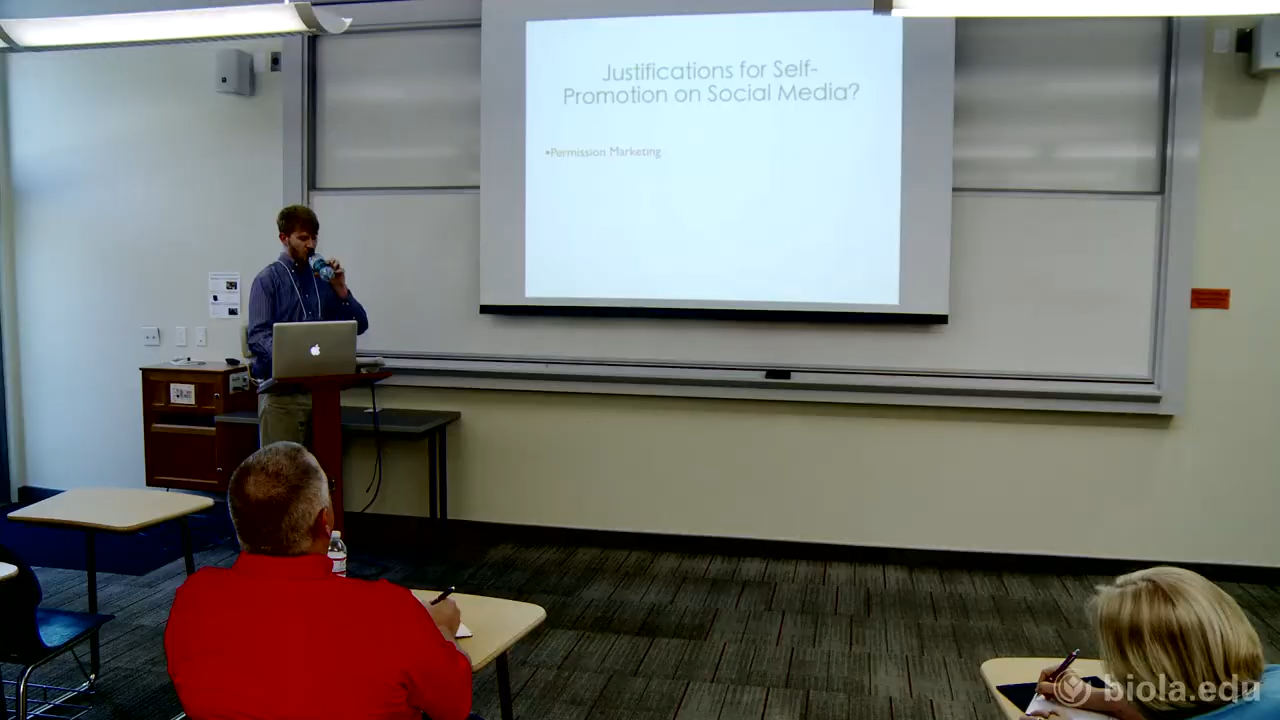 Justifications for Self-
Promotion on Social Media?
•Permission Marketing
biola.edu